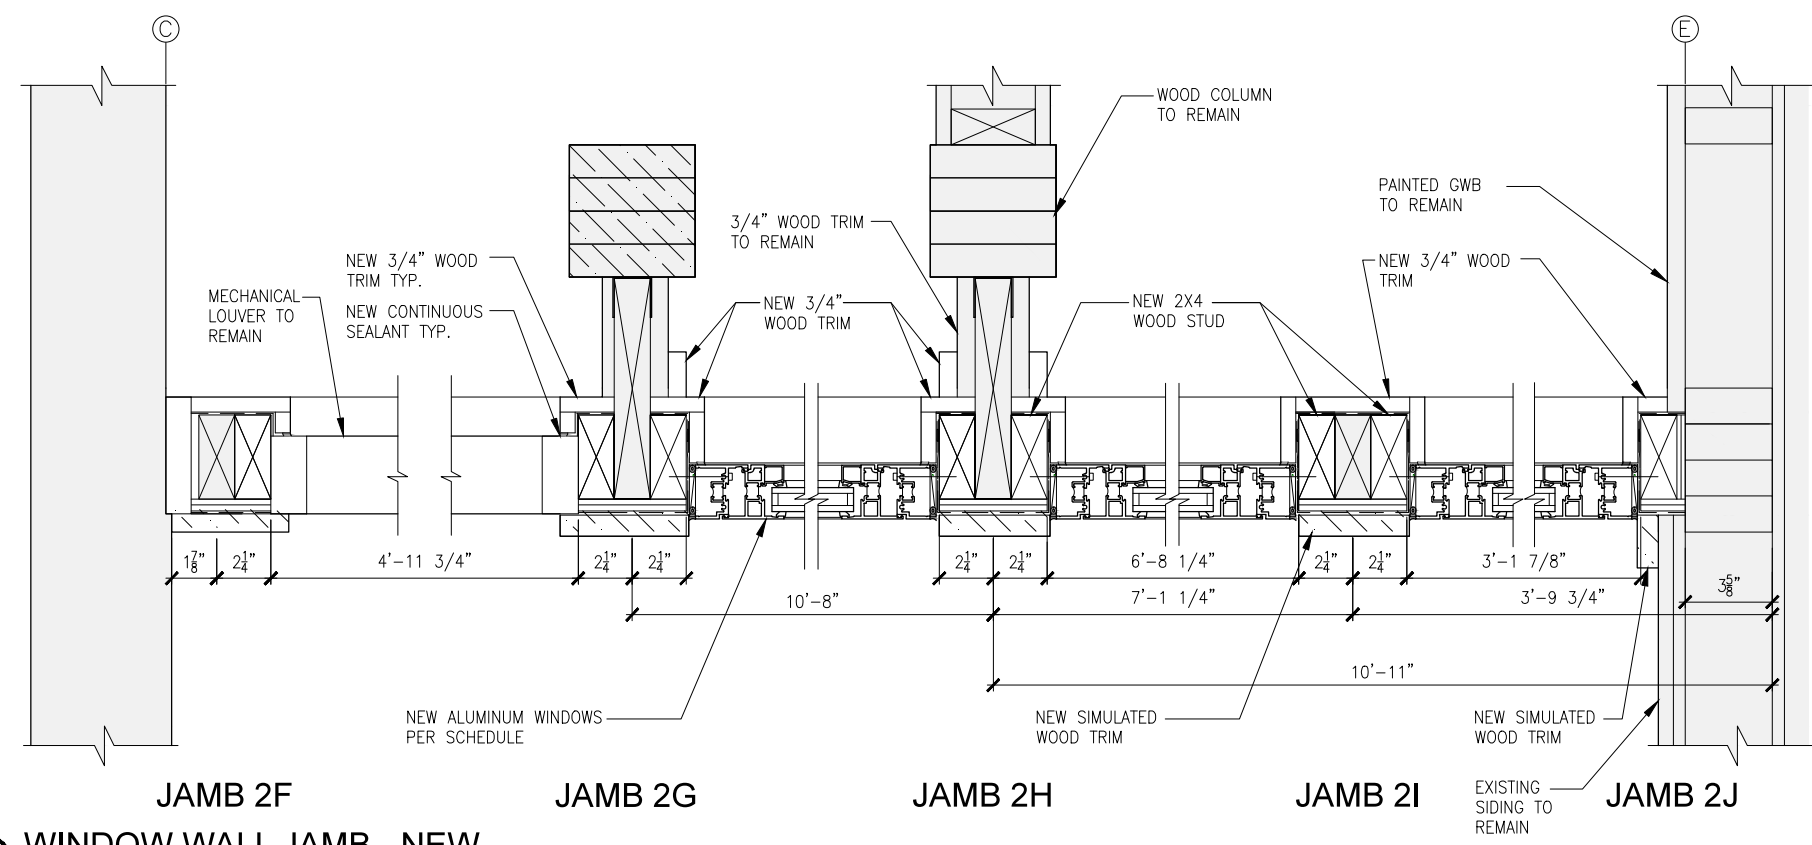 C
E
WOOD COLUMN
TO REMAIN
PAINTED GWB
TO REMAIN
3/4" WOOD TRIM
TO REMAIN
NEW 3/4" WOOD
TRIM TYP.
NEW 3/4" WOOD
TRIM
MECHANICAL
LOUVER TO
REMAIN
NEW CONTINUOUS
SEALANT TYP.
NEW 3/4"
WOOD TRIM
NEW 2X4
WOOD STUD
1 7/8"
2 1/4"
4'-11 3/4"
2 1/4"
2 1/4"
2 1/4"
2 1/4"
6'-8 1/4"
2 1/4"
2 1/4"
3'-1 7/8"
3 5/8"
10'-8"
7'-1 1/4"
3'-9 3/4"
10'-11"
NEW ALUMINUM WINDOWS
PER SCHEDULE
NEW SIMULATED
WOOD TRIM
NEW SIMULATED
WOOD TRIM
EXISTING
SIDING TO
REMAIN
JAMB 2F
JAMB 2G
JAMB 2H
JAMB 2I
JAMB 2J
WINDOW WALL JAMB - NEW